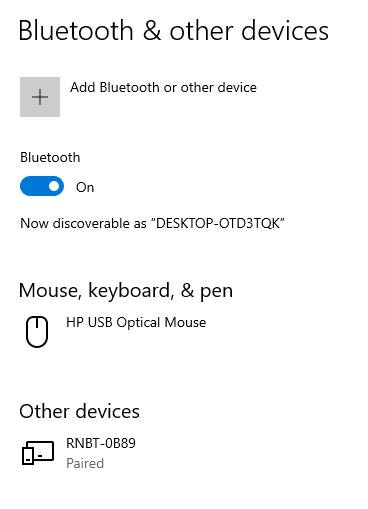 Bluetooth & other devices
Add Bluetooth or other device
Bluetooth
On
Now discoverable as “DESKTOP-OTD3TQK”
Mouse, keyboard, & pen
HP USB Optical Mouse
Other devices
RNBT-0B89
Paired